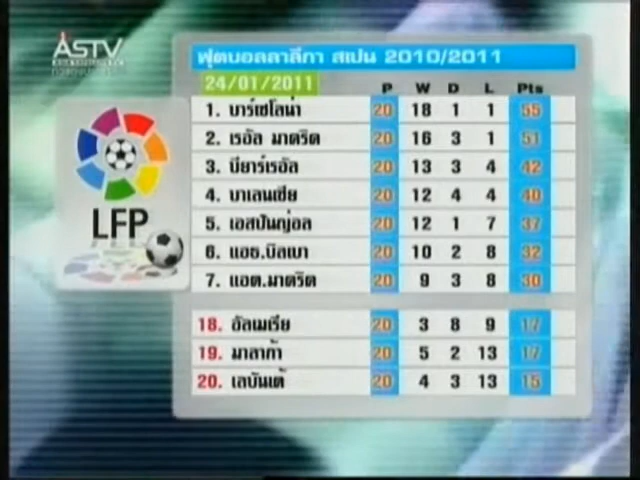 ASTV
ฟุตบอลลาลีกา สเปน 2010/2011
24/01/2011 P W D L Pts
1. บาร์เซโลน่า 20 18 1 1 55
2. เรอัล มาดริด 20 16 3 1 51
3. บียาร์เรอัล 20 13 3 4 42
4. บาเลนเซีย 20 12 4 4 40
5. เอสปันญ่อล 20 12 1 7 37
6. แอธ.บิลเบา 20 10 2 8 32
7. แอต.มาดริด 20 9 3 8 30
18. อัลเมเรีย 20 3 8 9 17
19. มาลาก้า 20 5 2 13 17
20. เลบันเต้ 20 4 3 13 15
LFP